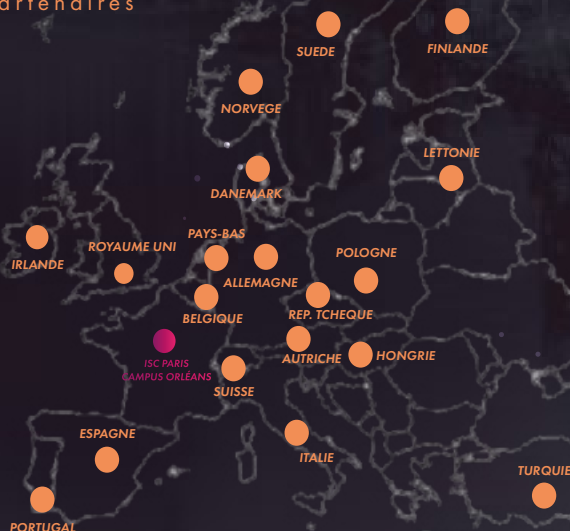 artenaires
SUEDE
FINLANDE
NORVEGE
LETTONIE
DANEMARK
PAYS-BAS
ROYAUME UNI
POLOGNE
IRLANDE
ALLEMAGNE
REP. TCHEQUE
BELGIQUE
AUTRICHE
HONGRIE
ISC PARIS
CAMPUS ORLÉANS
SUISSE
ESPAGNE
ITALIE
TURQUIE
PORTUGAL